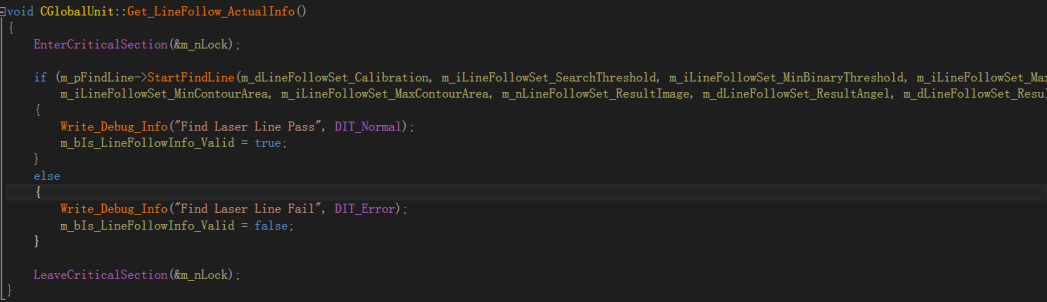 void CGlobalUnit::Get_LineFollow_ActualInfo()
{
EnterCriticalSection(&m_nLock);
if (m_pFindLine->StartFindLine(m_dLineFollowSet_Calibration, m_iLineFollowSet_SearchThreshold, m_iLineFollowSet_MinBinaryThreshold, m_iLineFollowSet_Max
m_iLineFollowSet_MinContourArea, m_iLineFollowSet_MaxContourArea, m_nLineFollowSet_ResultImage, m_dLineFollowSet_ResultAngel, m_dLineFollowSet_Resul
{
Write_Debug_Info("Find Laser Line Pass", DIT_Normal);
m_bIs_LineFollowInfo_Valid = true;
}
else
{
Write_Debug_Info("Find Laser Line Fail", DIT_Error);
m_bIs_LineFollowInfo_Valid = false;
}
LeaveCriticalSection(&m_nLock);
}